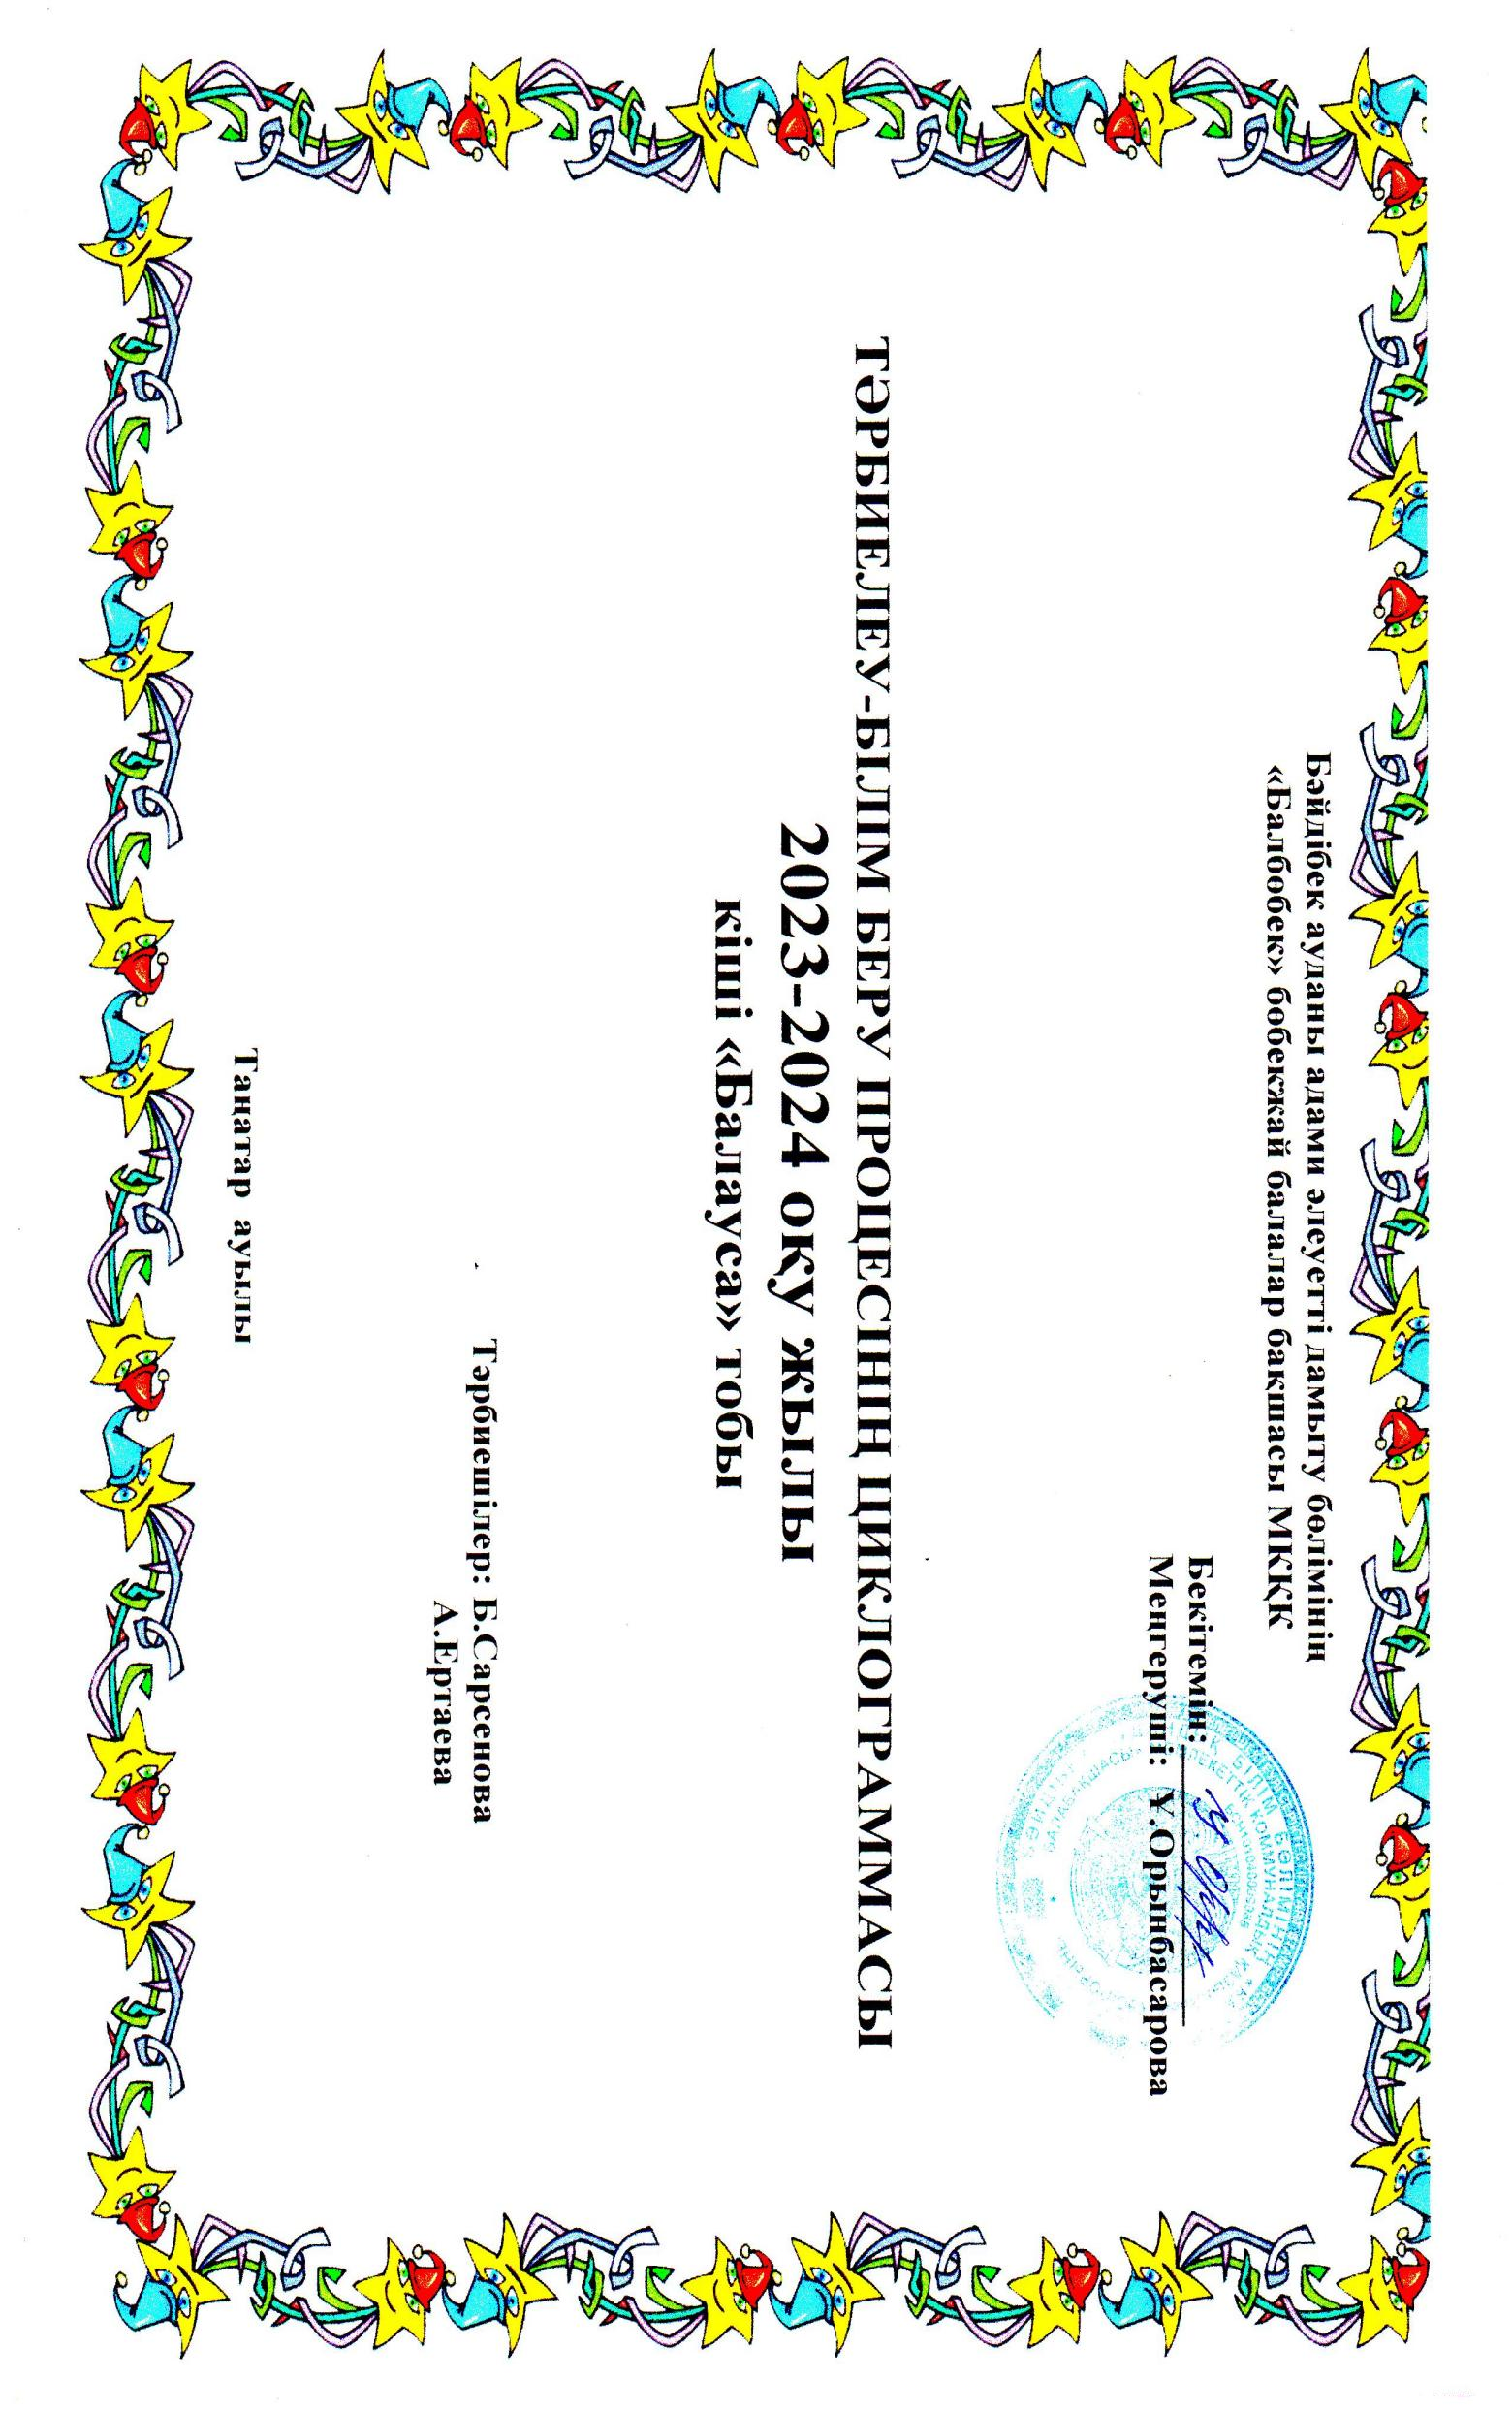 Бәйдібек ауданы адами әлеуетті дамыту бөлімінің
«Балбөбек» бөбекжай балалар бақшасы МКҚК
Бекітемін:
Меңгеруші: Ү.Орынбасарова
ТӘРБИЕЛЕУ-БІЛІМ БЕРУ ПРОЦЕСІНІҢ ЦИКЛОГРАММАСЫ
2023-2024 оқу жылы
кіші «Балауса» тобы
Тәрбиешілер: Б.Сарсенова
А.Ертаева
Таңатар ауылы